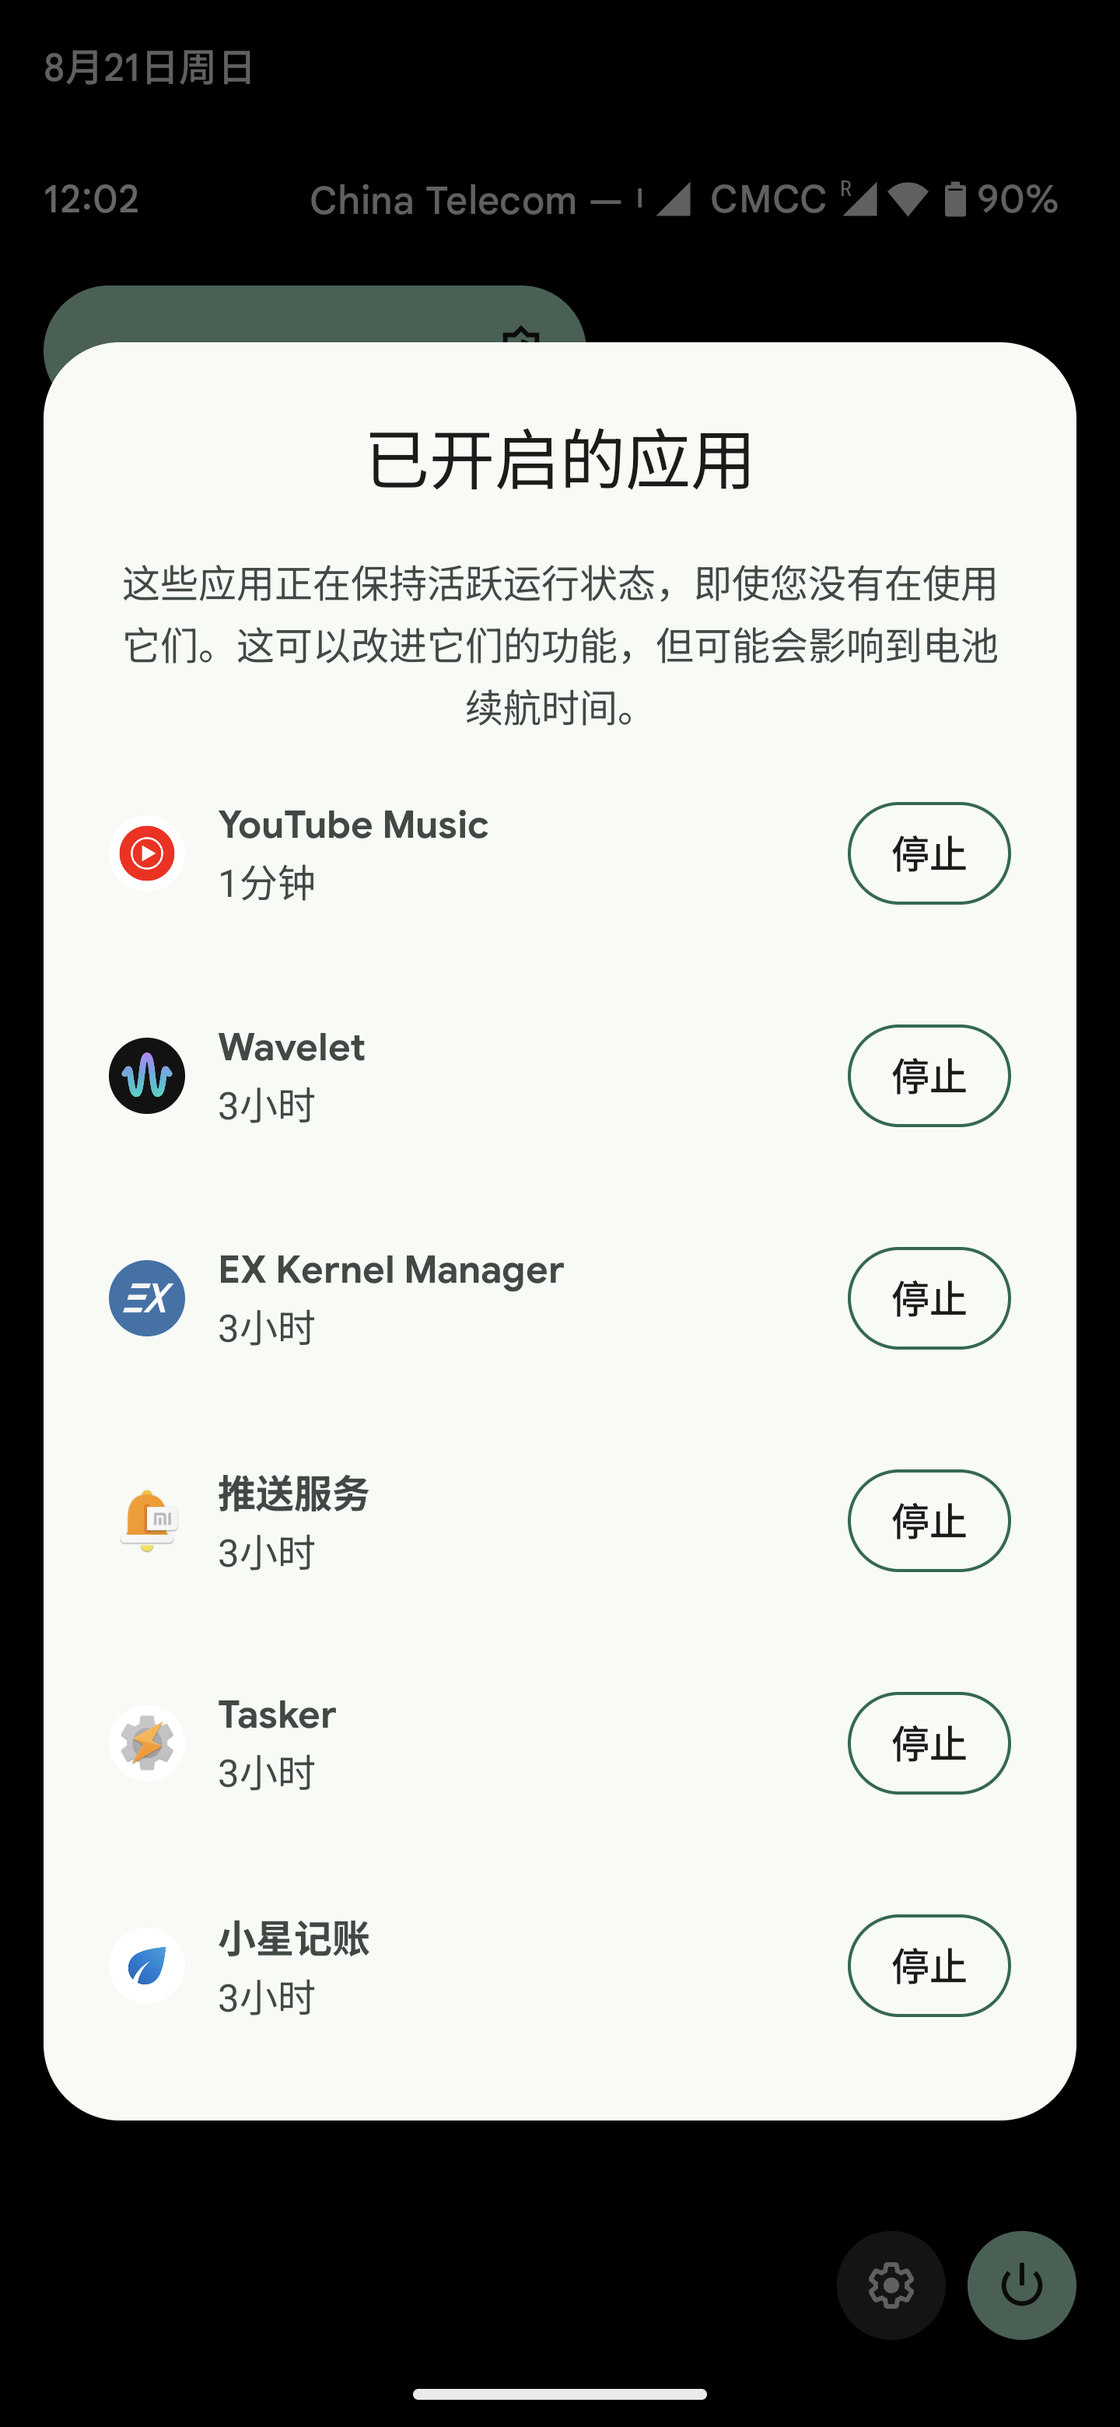 8月21日周日
12:02 China Telecom — CMCC R 90%
已开启的应用
这些应用正在保持活跃运行状态，即使您没有在使用
它们。这可以改进它们的功能，但可能会影响到电池
续航时间。
YouTube Music
1分钟
停止
Wavelet
3小时
停止
EX
EX Kernel Manager
3小时
停止
推送服务
3小时
停止
Tasker
3小时
停止
小星记账
3小时
停止